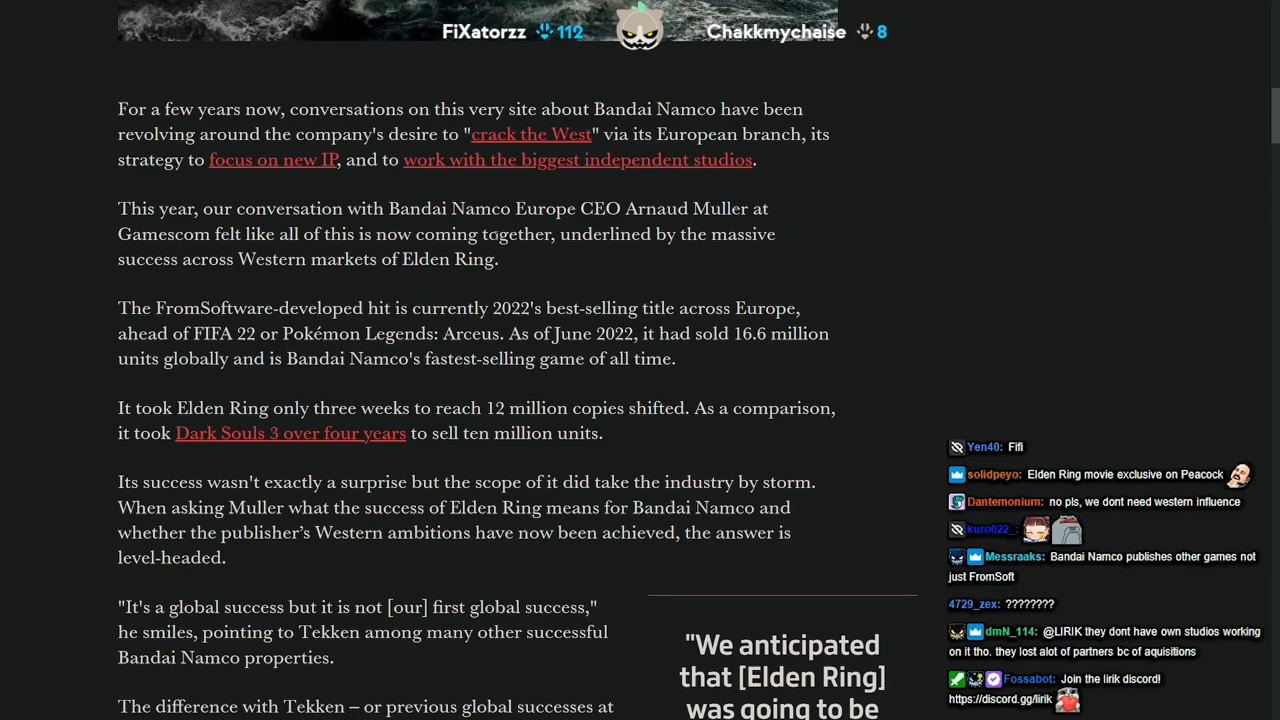 FiXatorzz 112
Chakkmychaise 8
For a few years now, conversations on this very site about Bandai Namco have been
revolving around the company's desire to "crack the West" via its European branch, its
strategy to focus on new IP, and to work with the biggest independent studios.
This year, our conversation with Bandai Namco Europe CEO Arnaud Muller at
Gamescom felt like all of this is now coming together, underlined by the massive
success across Western markets of Elden Ring.
The FromSoftware-developed hit is currently 2022's best-selling title across Europe,
ahead of FIFA 22 or Pokémon Legends: Arceus. As of June 2022, it had sold 16.6 million
units globally and is Bandai Namco's fastest-selling game of all time.
It took Elden Ring only three weeks to reach 12 million copies shifted. As a comparison,
it took Dark Souls 3 over four years to sell ten million units.
Its success wasn't exactly a surprise but the scope of it did take the industry by storm.
When asking Muller what the success of Elden Ring means for Bandai Namco and
whether the publisher’s Western ambitions have now been achieved, the answer is
level-headed.
"It's a global success but it is not [our] first global success,"
he smiles, pointing to Tekken among many other successful
Bandai Namco properties.
The difference with Tekken – or previous global successes at
"We anticipated
that [Elden Ring]
was going to be
Yen40: Fifi
solidpeyo: Elden Ring movie exclusive on Peacock
Dantemonium: no pls, we dont need western influence
kuro022_:
Messraaks: Bandai Namco publishes other games not
just FromSoft
4729_zex: ????????
dmN_114: @LIRIK they dont have own studios working
on it tho. they lost alot of partners bc of aquisitions
Fossabot: Join the lirik discord!
https://discord.gg/lirik